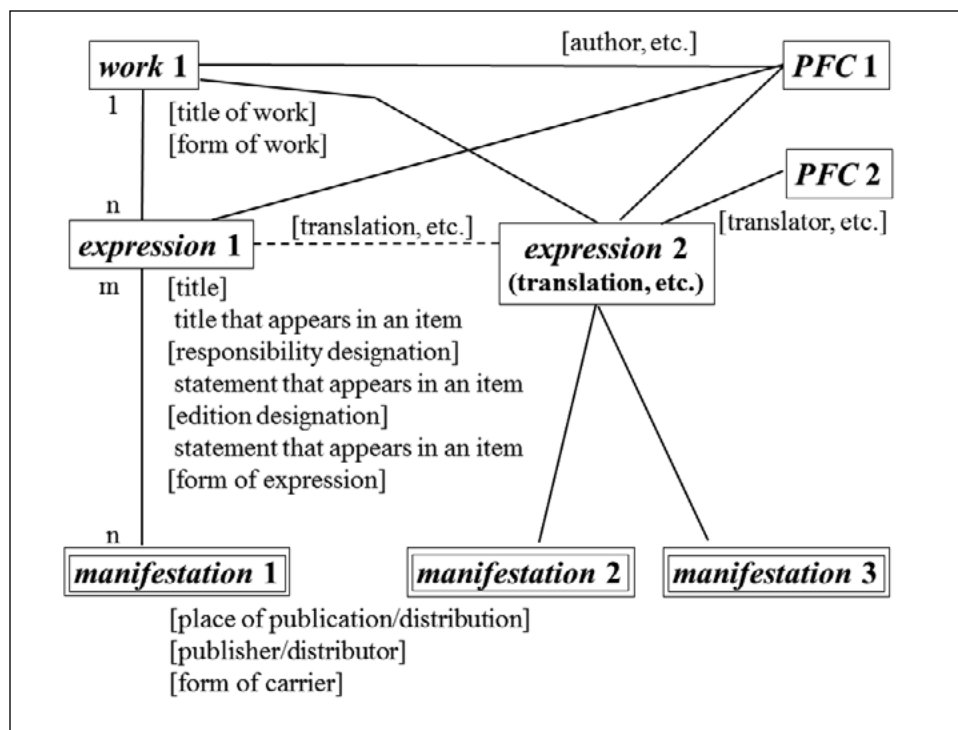 [author, etc.]
work 1
PFC 1
1
[title of work]
[form of work]
PFC 2
n
[translation, etc.]
[translator, etc.]
expression 1
expression 2
(translation, etc.)
m
[title]
title that appears in an item
[responsibility designation]
statement that appears in an item
[edition designation]
statement that appears in an item
[form of expression]
n
manifestation 1
manifestation 2
manifestation 3
[place of publication/distribution]
[publisher/distributor]
[form of carrier]